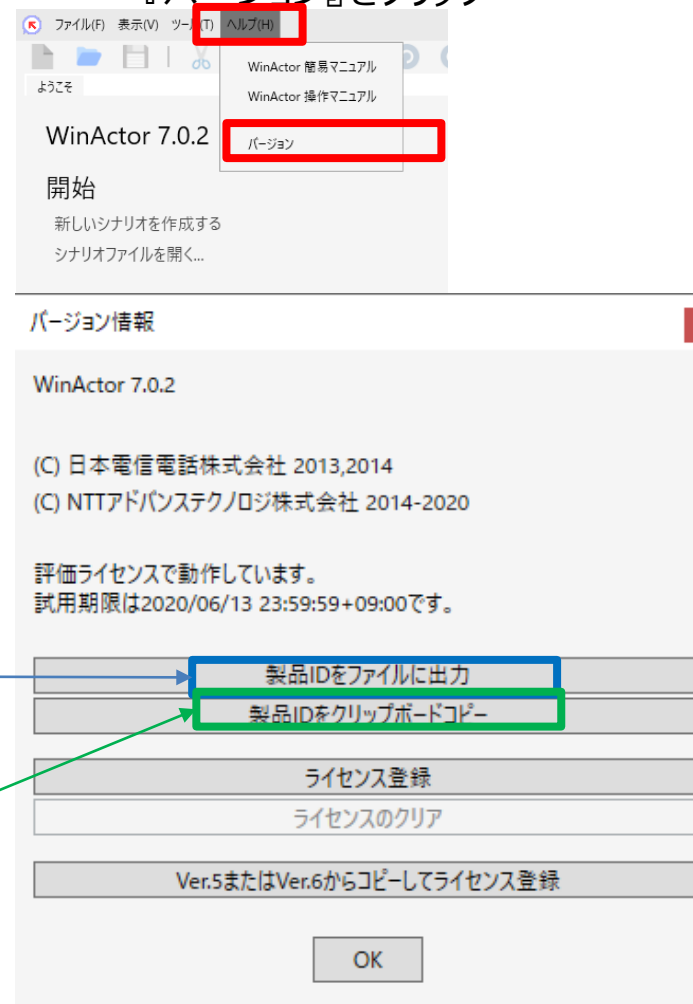 『バージョン』をクリック
ファイル(F) 表示(V) ツール(T) ヘルプ(H)
WinActor 簡易マニュアル
WinActor 操作マニュアル
バージョン
ようこそ
WinActor 7.0.2
開始
新しいシナリオを作成する
シナリオファイルを開く...
バージョン情報
WinActor 7.0.2
(C) 日本電信電話株式会社 2013,2014
(C) NTTアドバンステクノロジ株式会社 2014-2020
評価ライセンスで動作しています。
試用期限は2020/06/13 23:59:59+09:00です。
製品IDをファイルに出力
製品IDをクリップボードコピー
ライセンス登録
ライセンスのクリア
Ver.5またはVer.6からコピーしてライセンス登録
OK